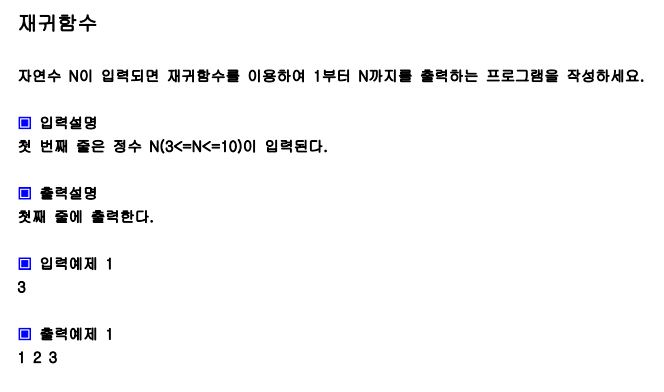 재귀함수
자연수 N이 입력되면 재귀함수를 이용하여 1부터 N까지를 출력하는 프로그램을 작성하세요.
▣ 입력설명
첫 번째 줄은 정수 N(3<=N<=10)이 입력된다.
▣ 출력설명
첫째 줄에 출력한다.
▣ 입력예제 1
3
▣ 출력예제 1
1 2 3